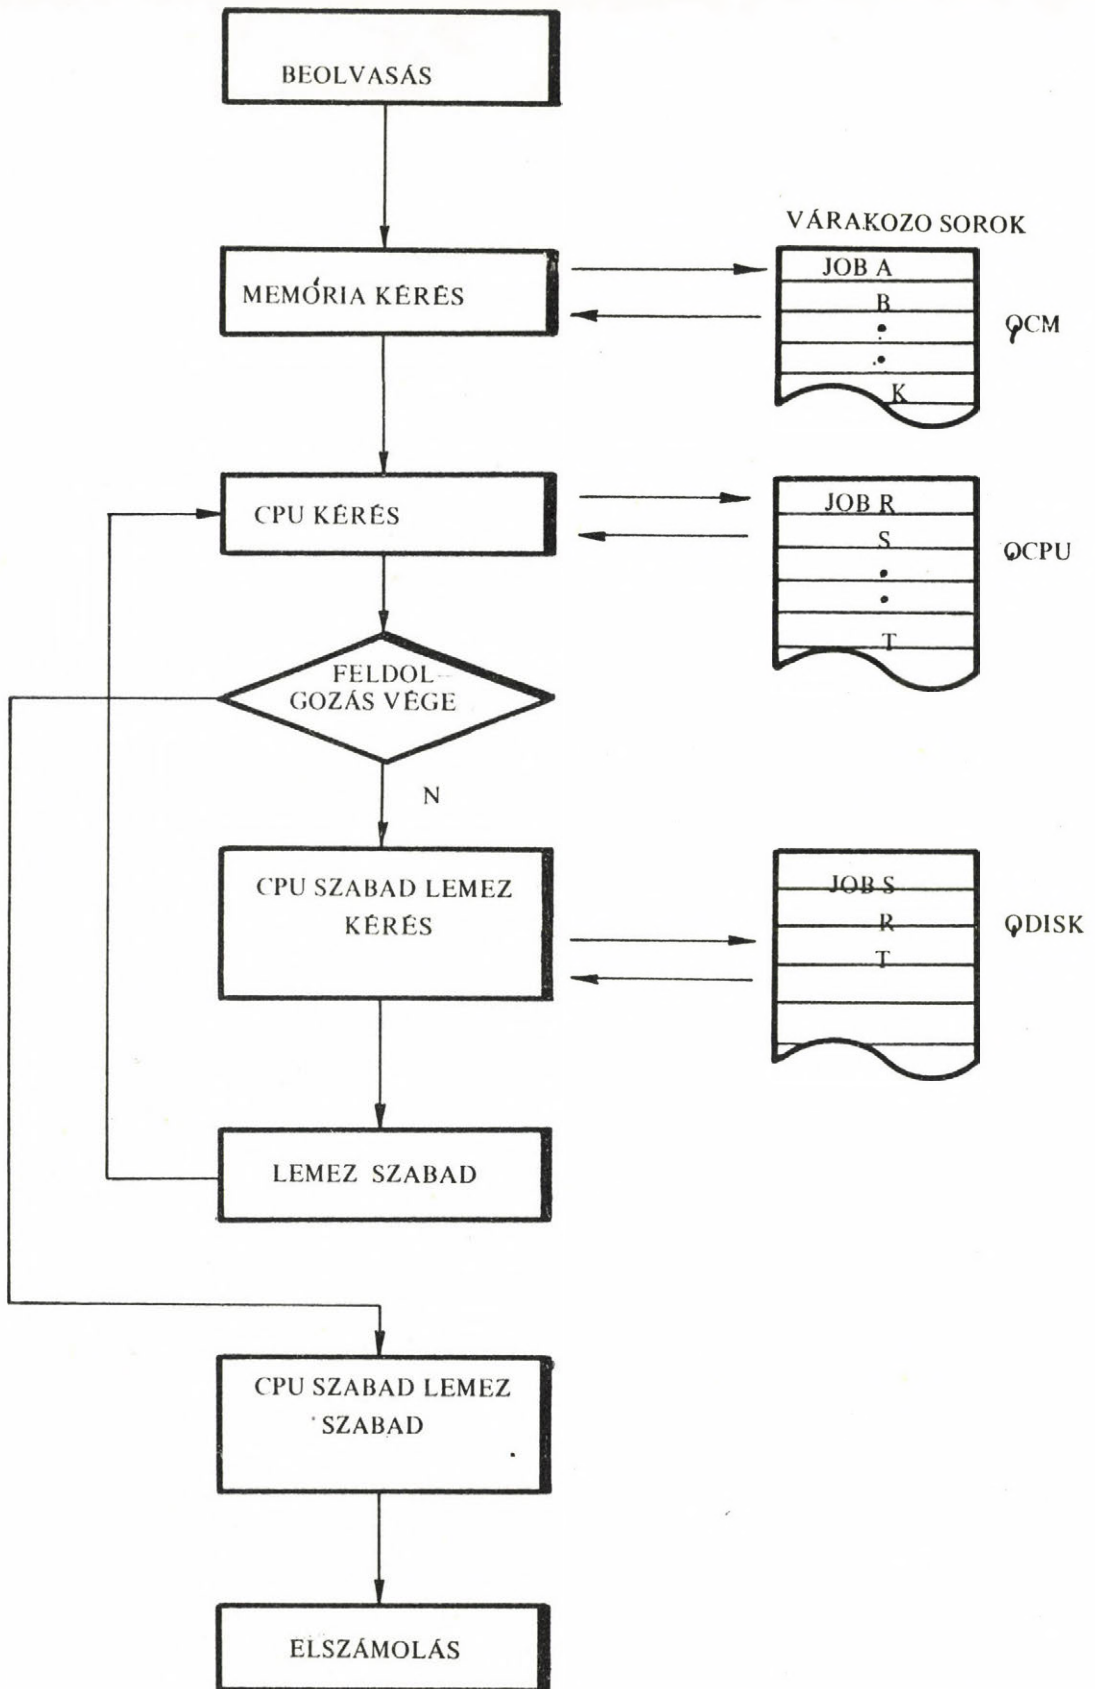 BEOLVASÁS
VÁRAKOZO SOROK
MEMÓRIA KÉRÉS
JOB A
B
K
QCM
CPU KÉRÉS
JOB R
S
T
QCPU
FELDOL-
GOZÁS VÉGE
N
CPU SZABAD LEMEZ
KÉRÉS
JOB S
R
T
QDISK
LEMEZ SZABAD
CPU SZABAD LEMEZ
SZABAD
ELSZÁMOLÁS